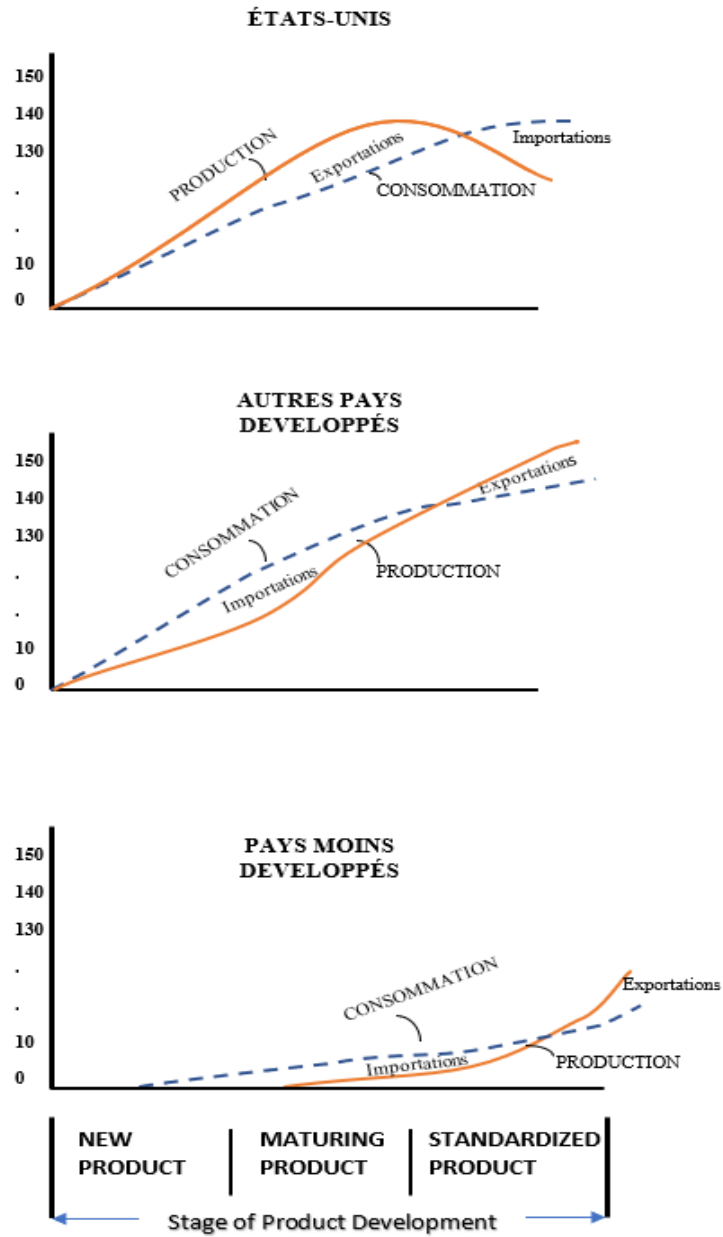 ÉTATS-UNIS
150
140
130
.
.
10
0
PRODUCTION
Exportations
CONSOMMATION
Importations
AUTRES PAYS
DEVELOPPÉS
150
140
130
.
.
10
0
CONSOMMATION
Importations
PRODUCTION
Exportations
PAYS MOINS
DEVELOPPÉS
150
140
130
.
.
10
0
CONSOMMATION
Importations
PRODUCTION
Exportations
NEW
PRODUCT
MATURING
PRODUCT
STANDARDIZED
PRODUCT
Stage of Product Development